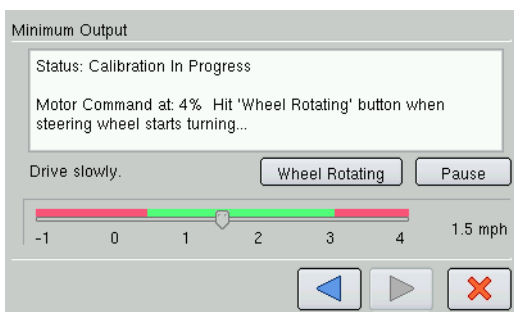 Minimum Output
Status: Calibration In Progress
Motor Command at: 4% Hit 'Wheel Rotating' button when
steering wheel starts turning...
Drive slowly.
Wheel Rotating
Pause
-1 0 1 2 3 4
1.5 mph